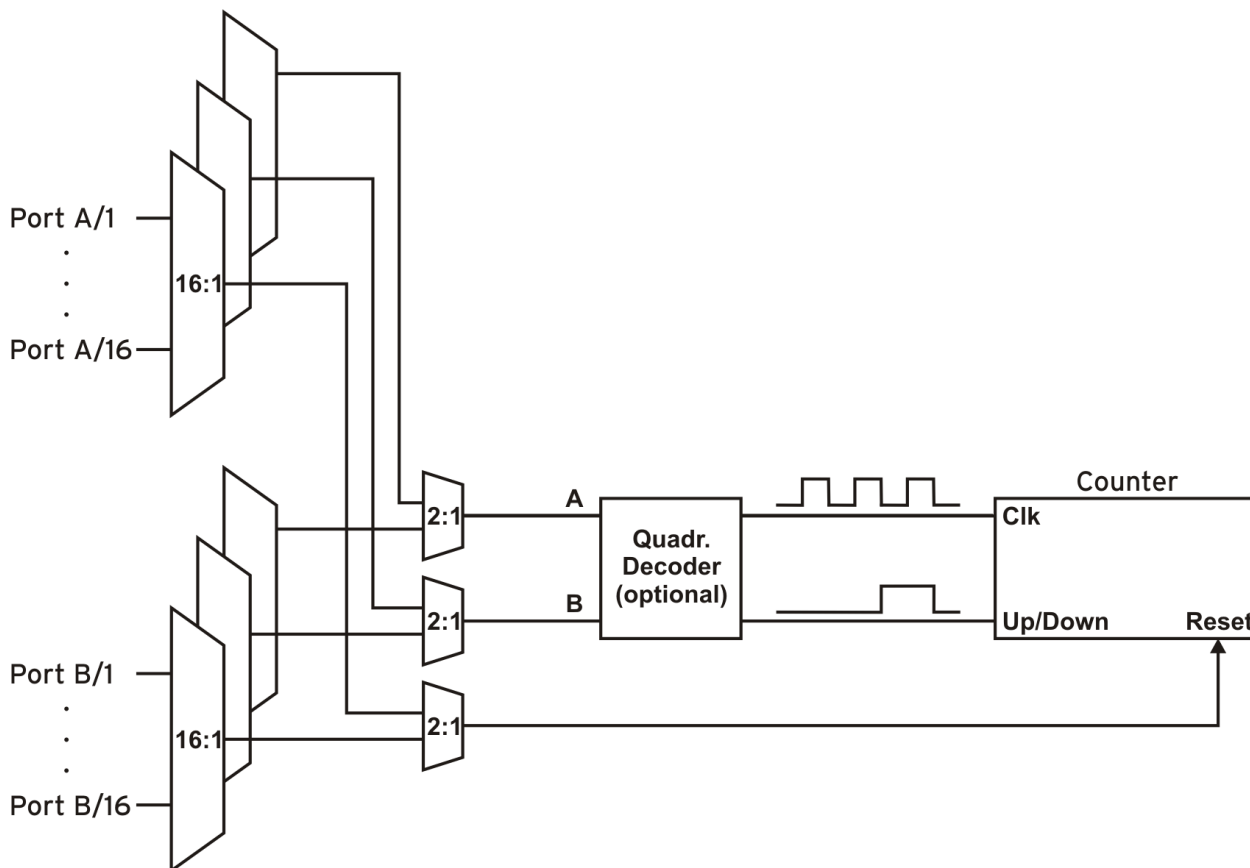 Port A/1
.
.
.
16:1
Port A/16
Port B/1
.
.
.
16:1
Port B/16
2:1
2:1
2:1
A
B
Quadr.
Decoder
(optional)
Counter
Clk
Up/Down
Reset